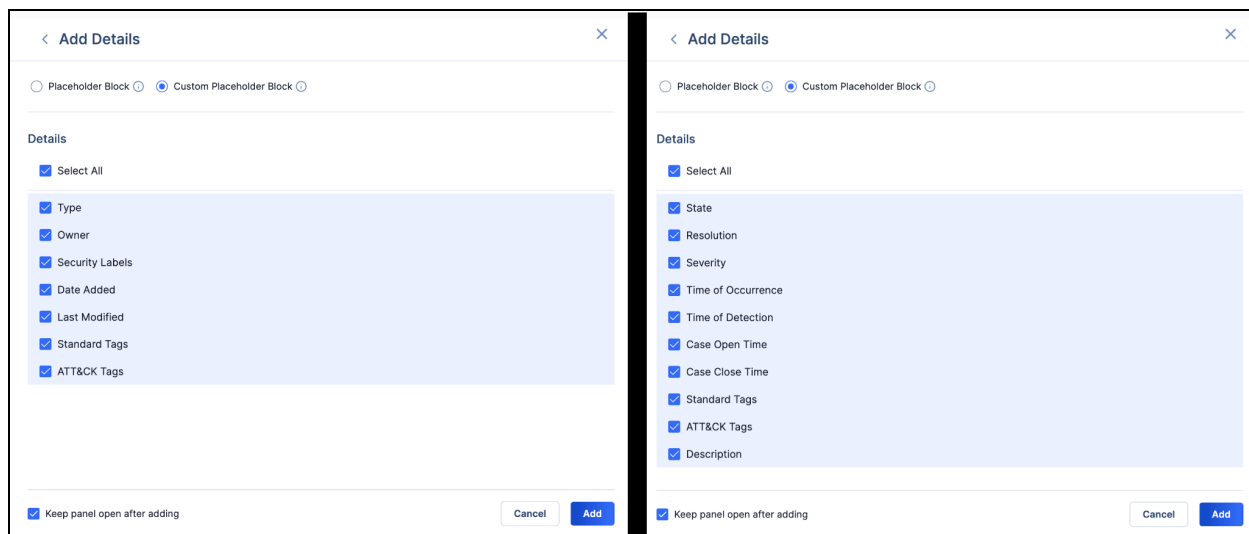 Add Details
Placeholder Block Custom Placeholder Block
Details
Select All
Type
Owner
Security Labels
Date Added
Last Modified
Standard Tags
ATT&CK Tags
Keep panel open after adding
Cancel Add
Add Details
Placeholder Block Custom Placeholder Block
Details
Select All
State
Resolution
Severity
Time of Occurrence
Time of Detection
Case Open Time
Case Close Time
Standard Tags
ATT&CK Tags
Description
Keep panel open after adding
Cancel Add